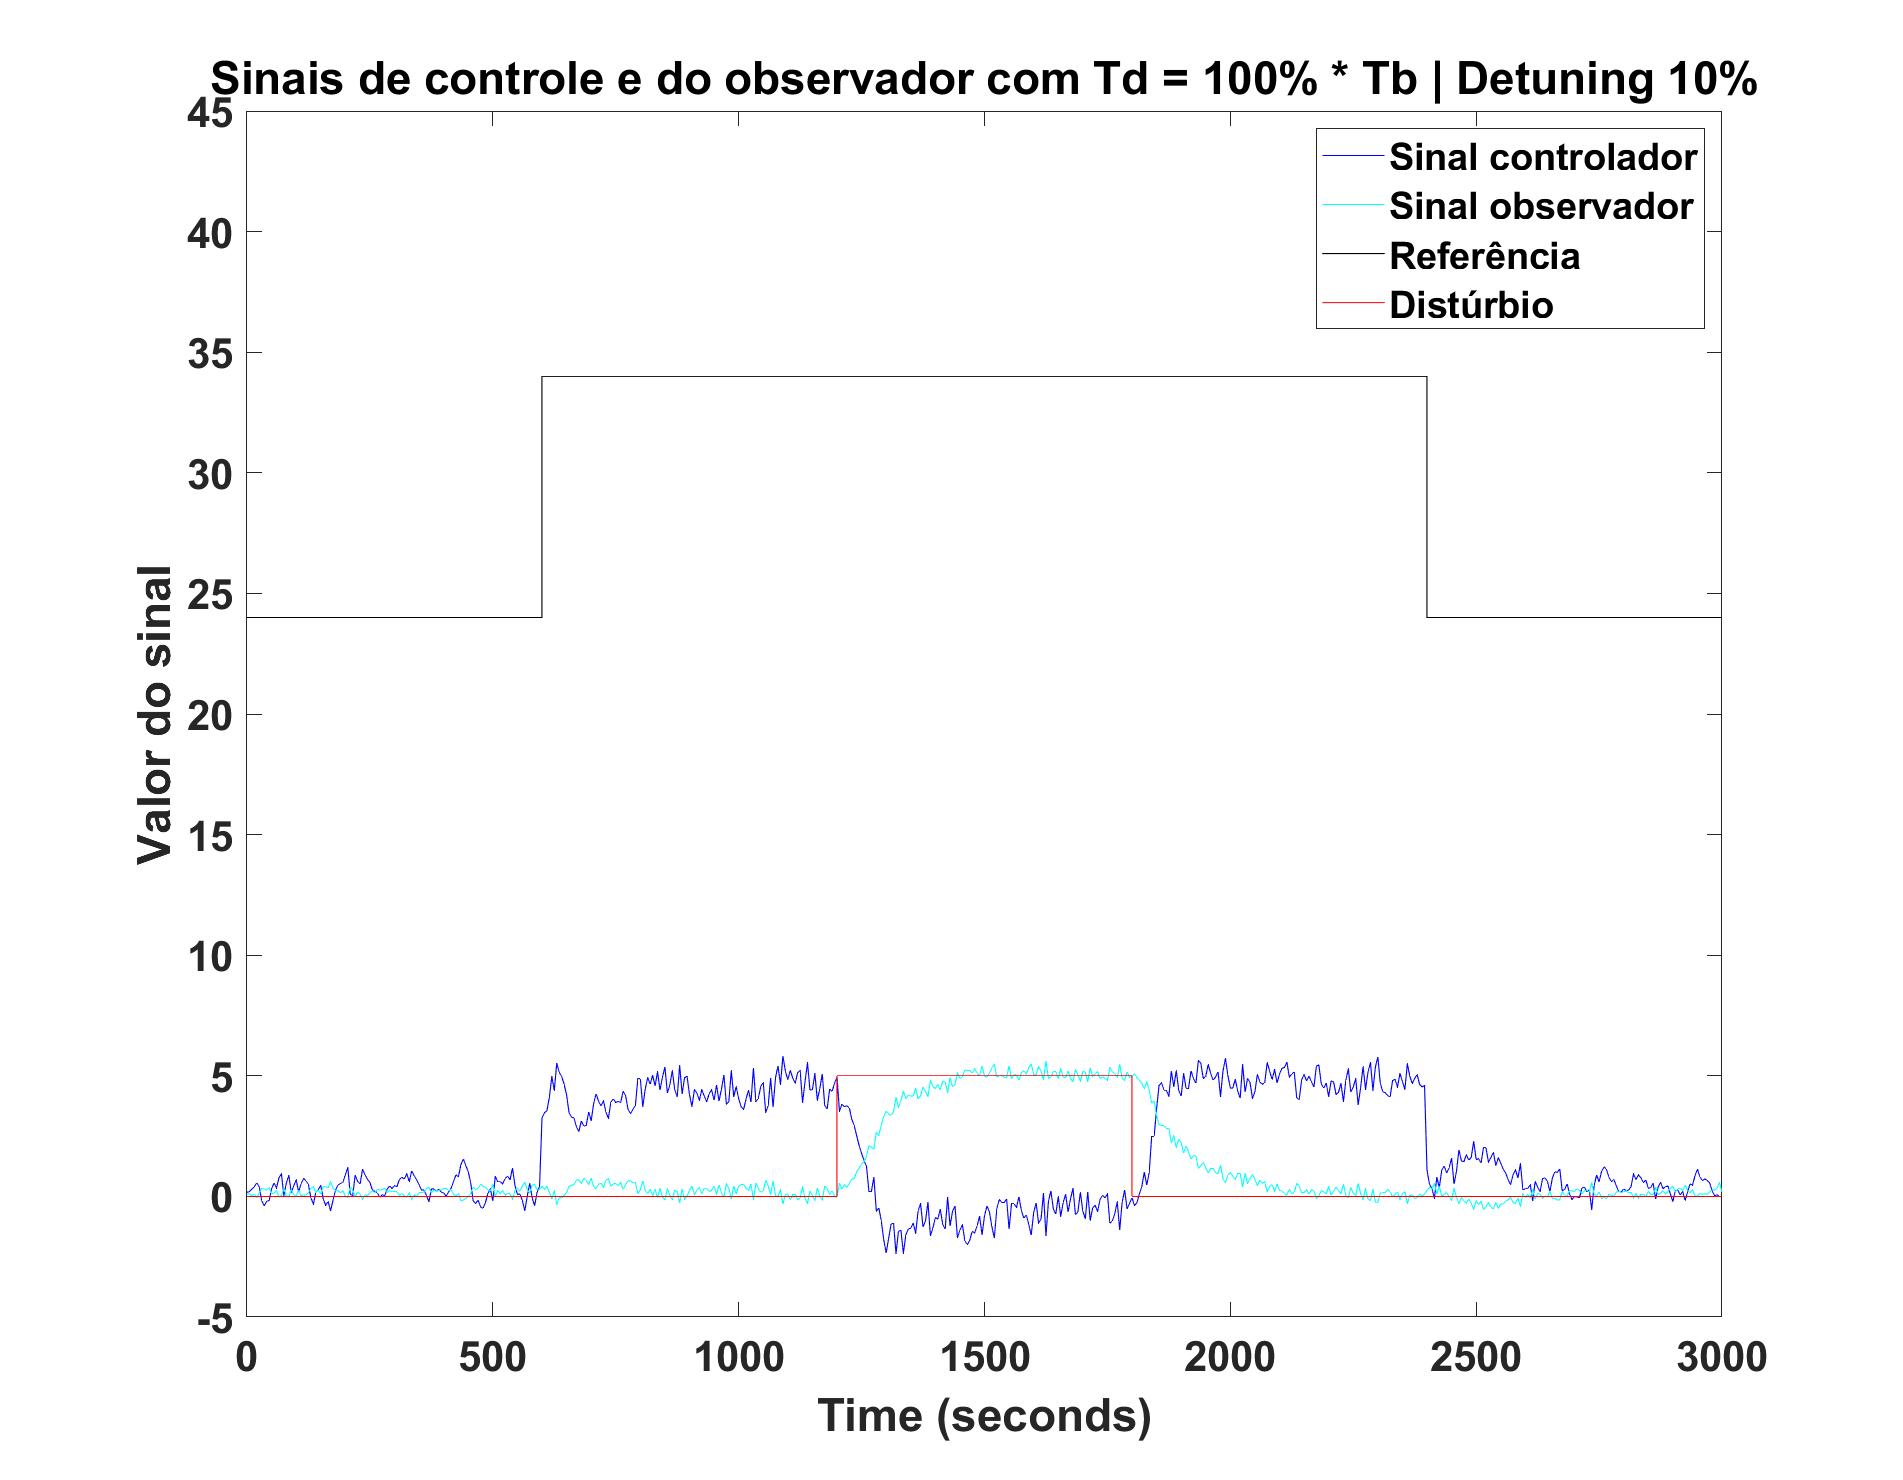 Sinais de controle e do observador com Td = 100% * Tb | Detuning 10%
45
40
35
30
25
20
15
10
5
0
-5
Valor do sinal
Sinal controlador
Sinal observador
Referência
Distúrbio
0 500 1000 1500 2000 2500 3000
Time (seconds)